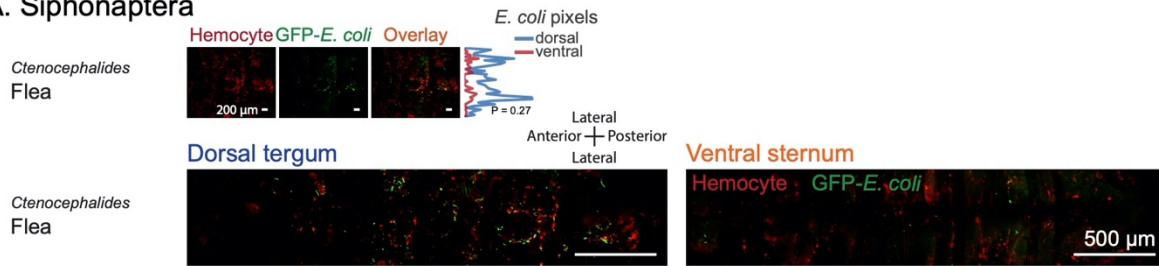 A. Siphonaptera
E. coli pixels
dorsal
ventral
Hemocyte GFP-E. coli Overlay
Ctenocephalides
Flea
200 µm
P = 0.27
Lateral
Anterior Posterior
Lateral
Dorsal tergum
Ventral sternum
Hemocyte GFP-E. coli
Ctenocephalides
Flea
500 µm